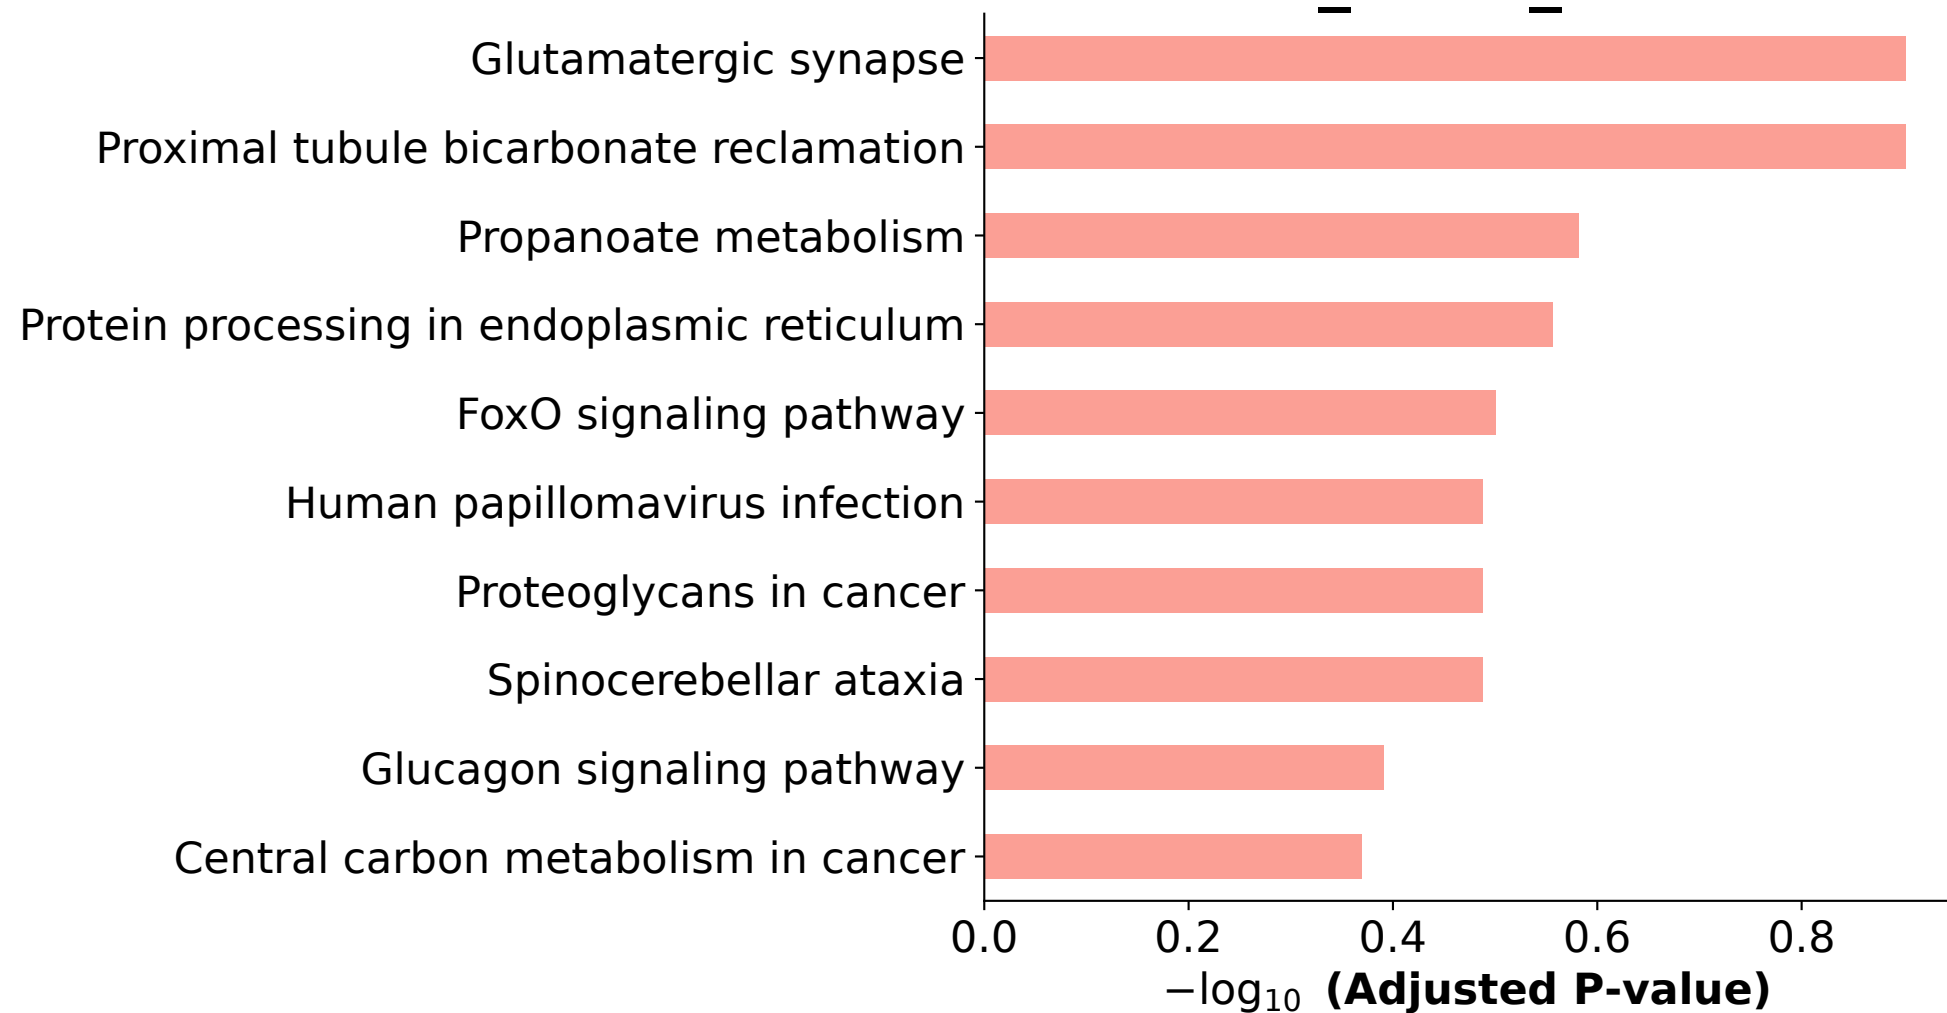 Glutamatergic synapse
Proximal tubule bicarbonate reclamation
Propanoate metabolism
Protein processing in endoplasmic reticulum
FoxO signaling pathway
Human papillomavirus infection
Proteoglycans in cancer
Spinocerebellar ataxia
Glucagon signaling pathway
Central carbon metabolism in cancer
0.0 0.2 0.4 0.6 0.8
−log₁₀ (Adjusted P-value)